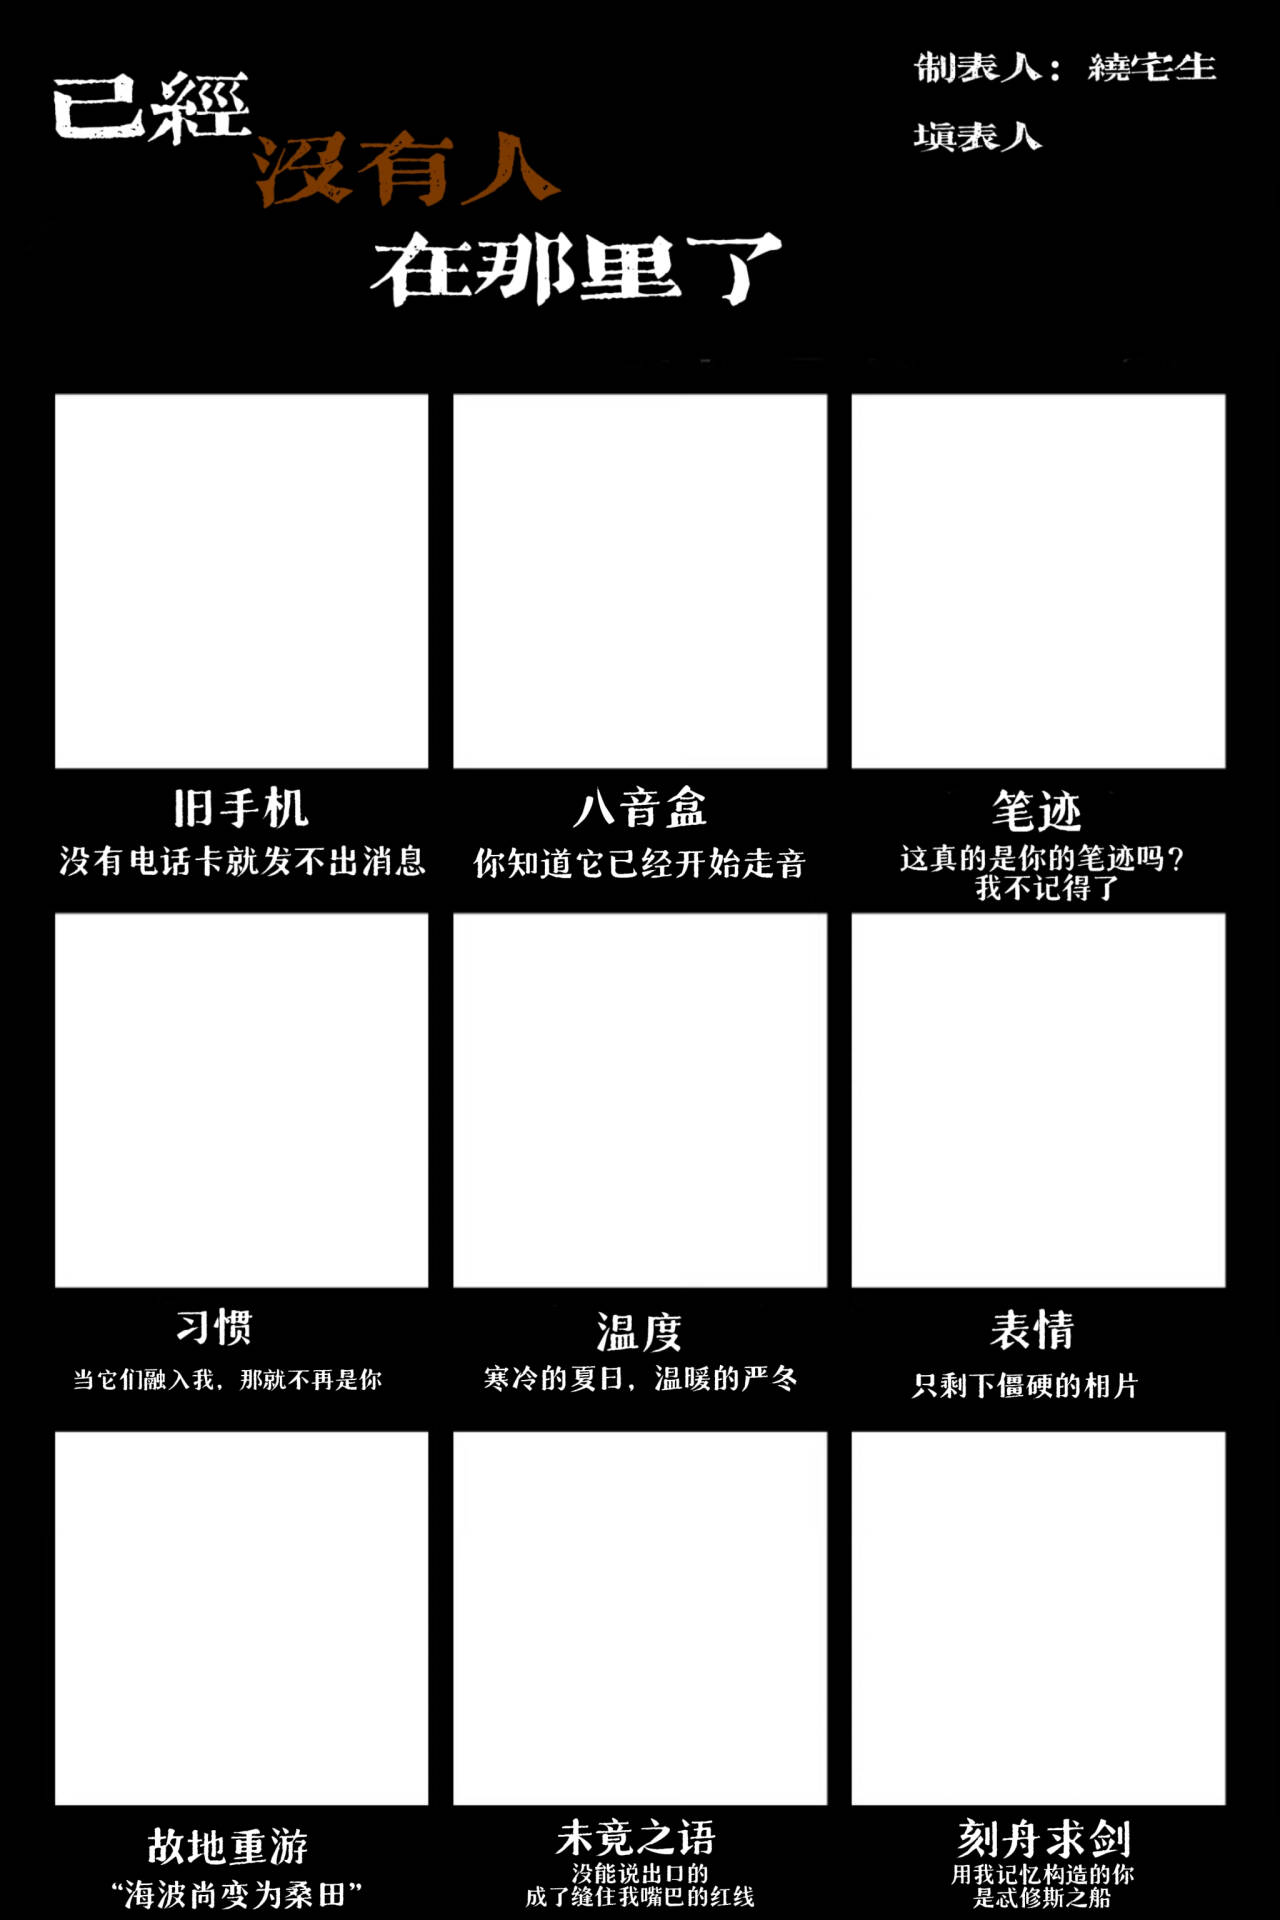 已經
沒有人
在那里了
制表人：繞宅生
填表人
旧手机
没有电话卡就发不出消息
八音盒
你知道它已经开始走音
笔迹
这真的是你的笔迹吗？
我不记得了
习惯
当它们融入我，那就不再是你
温度
寒冷的夏日，温暖的严冬
表情
只剩下僵硬的相片
故地重游
“海波尚变为桑田”
未竟之语
没能说出口的
成了缝住我嘴巴的红线
刻舟求剑
用我记忆构造的你
是忒修斯之船